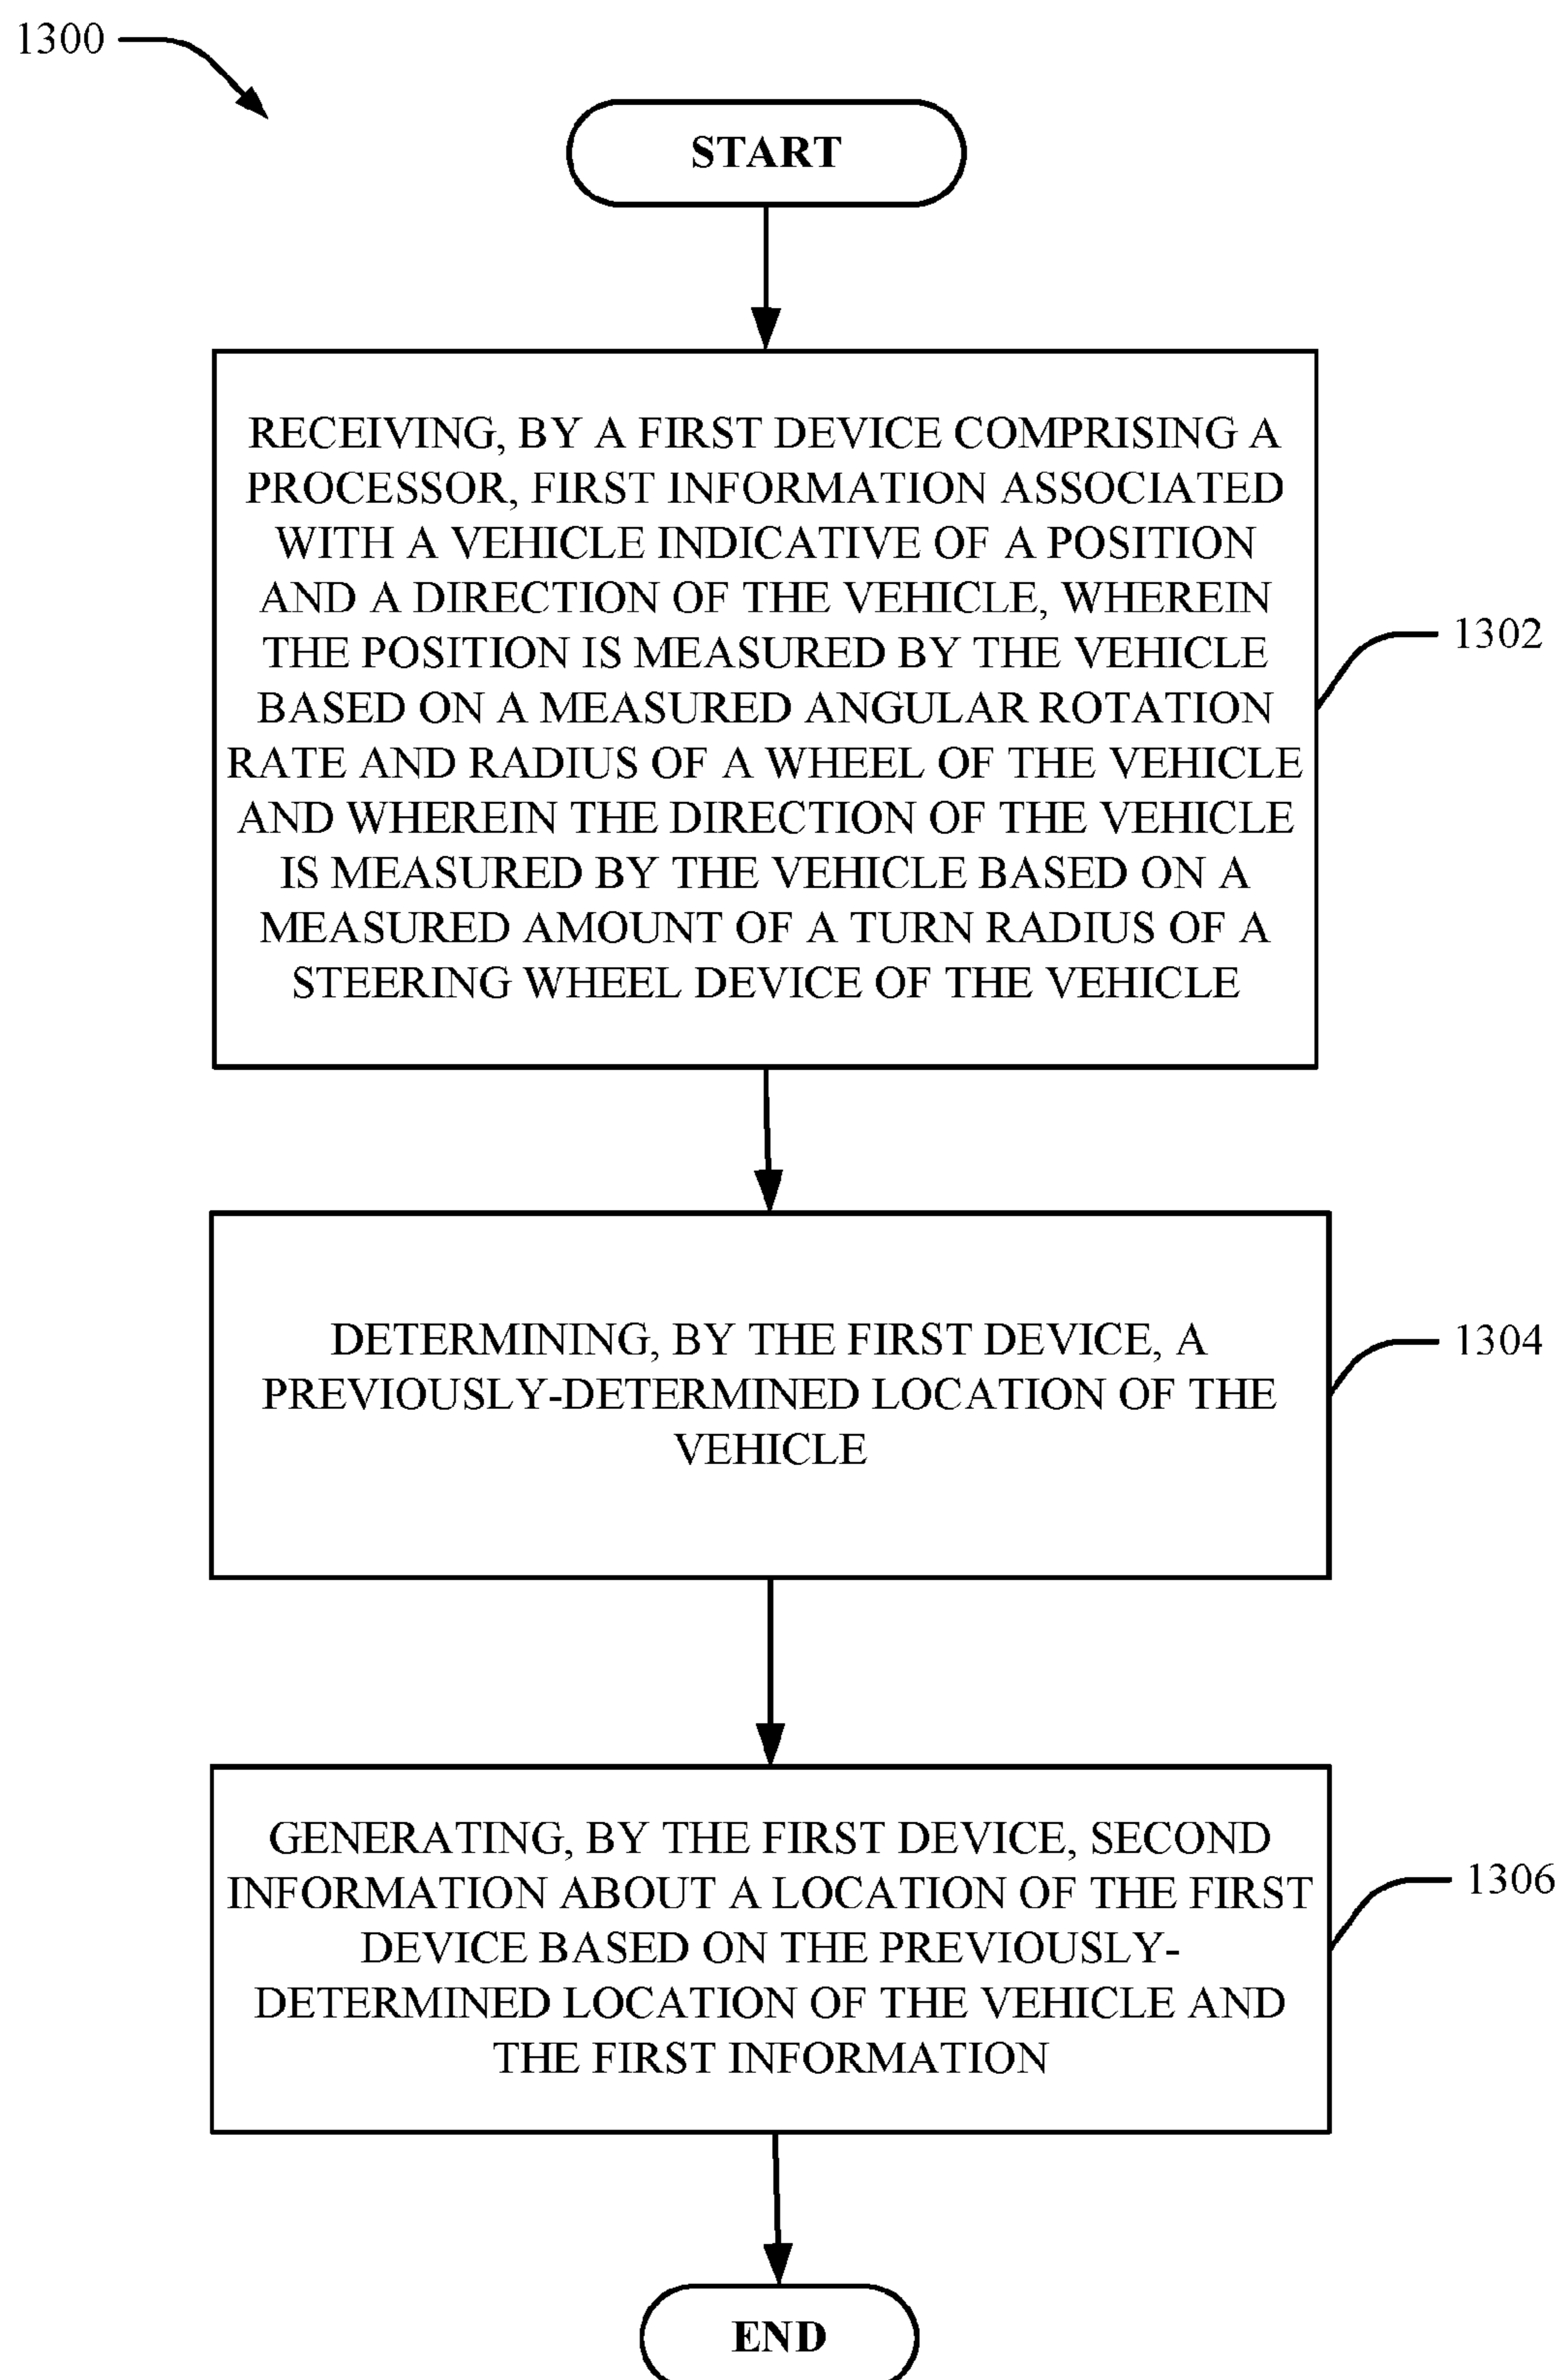 1300
START
RECEIVING, BY A FIRST DEVICE COMPRISING A
PROCESSOR, FIRST INFORMATION ASSOCIATED
WITH A VEHICLE INDICATIVE OF A POSITION
AND A DIRECTION OF THE VEHICLE, WHEREIN
THE POSITION IS MEASURED BY THE VEHICLE
BASED ON A MEASURED ANGULAR ROTATION
RATE AND RADIUS OF A WHEEL OF THE VEHICLE
AND WHEREIN THE DIRECTION OF THE VEHICLE
IS MEASURED BY THE VEHICLE BASED ON A
MEASURED AMOUNT OF A TURN RADIUS OF A
STEERING WHEEL DEVICE OF THE VEHICLE
1302
DETERMINING, BY THE FIRST DEVICE, A
PREVIOUSLY-DETERMINED LOCATION OF THE
VEHICLE
1304
GENERATING, BY THE FIRST DEVICE, SECOND
INFORMATION ABOUT A LOCATION OF THE FIRST
DEVICE BASED ON THE PREVIOUSLY-
DETERMINED LOCATION OF THE VEHICLE AND
THE FIRST INFORMATION
1306
END